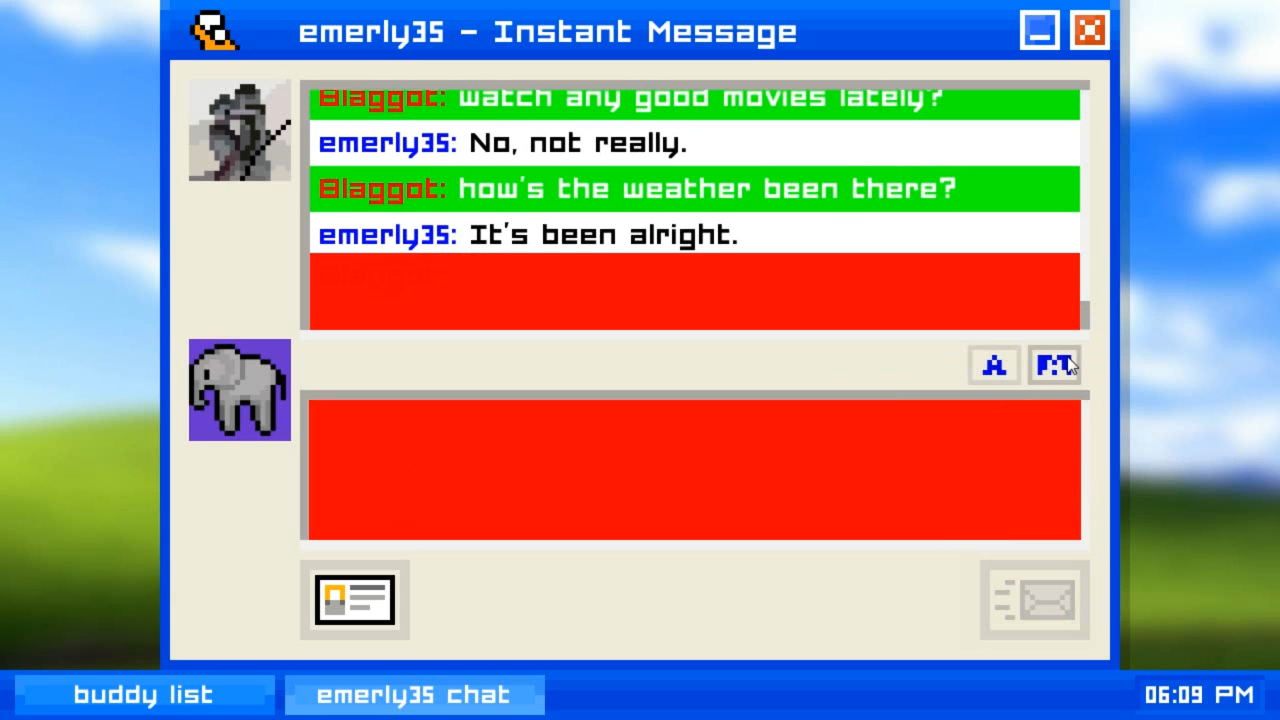 emerly35 - Instant Message
Blaggot: watch any good movies lately?
emerly35: No, not really.
Blaggot: how's the weather been there?
emerly35: It's been alright.
Blaggot:
A
buddy list
emerly35 chat
06:09 PM